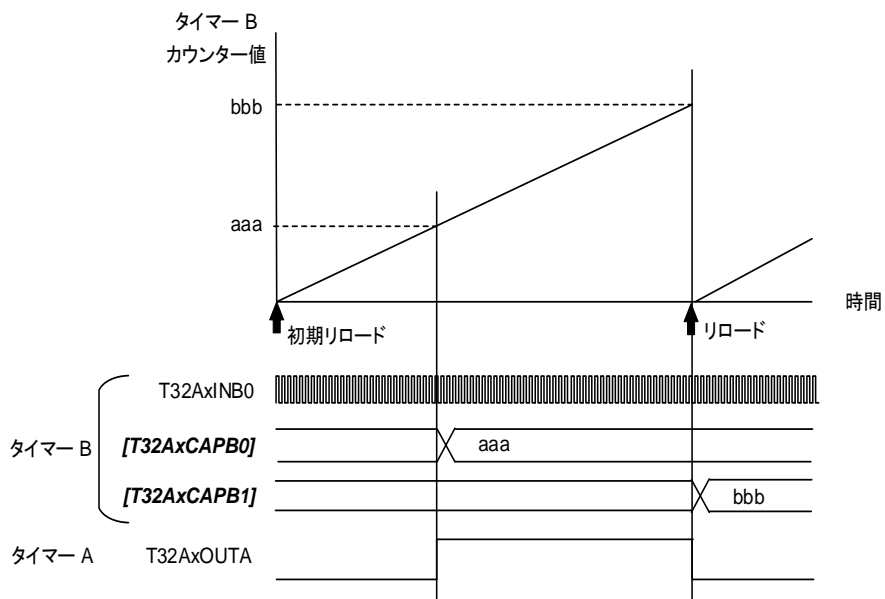 タイマー B
カウンター値
bbb
aaa
時間
初期リロード
リロード
T32AxINB0
タイマー B
[T32AxCAPB0]
aaa
[T32AxCAPB1]
bbb
タイマー A
T32AxOUTA